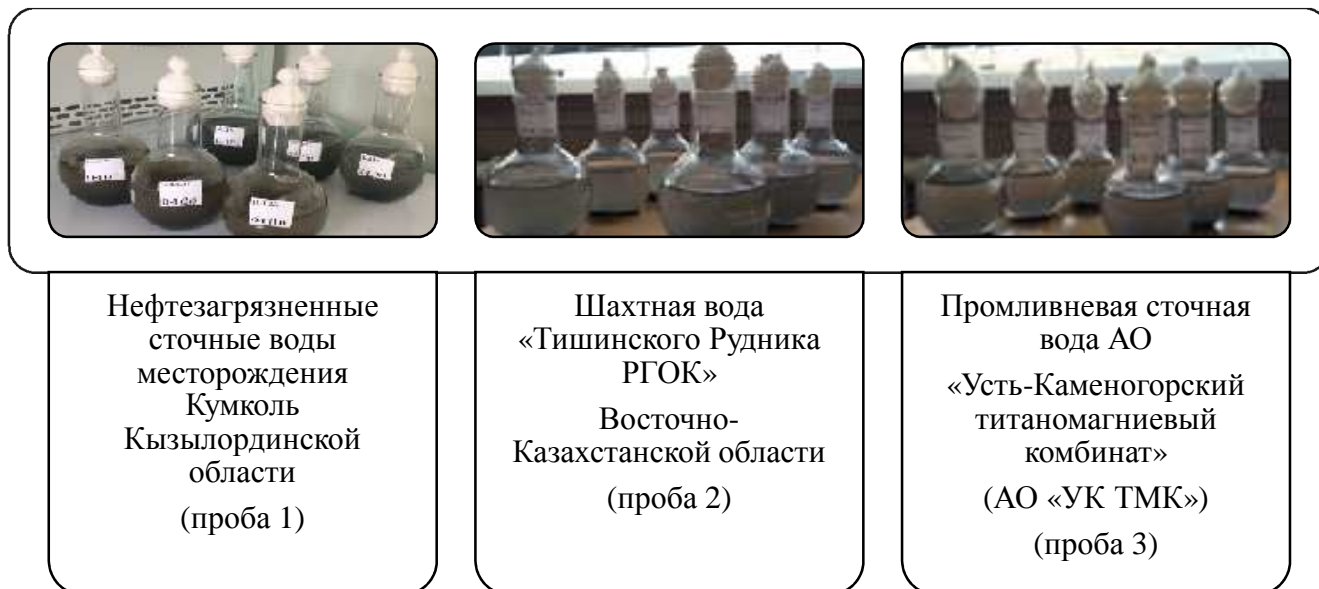 Нефтезагрязненные
сточные воды
месторождения
Кумколь
Кызылординской
области
(проба 1)
Шахтная вода
«Тишинского Рудника
РГОК»
Восточно-
Казахстанской области
(проба 2)
Промливневая сточная
вода АО
«Усть-Каменогорский
титаномагниевый
комбинат»
(АО «УК ТМК»)
(проба 3)